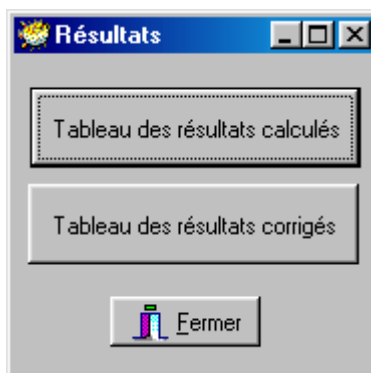 Résultats
Tableau des résultats calculés
Tableau des résultats corrigés
Fermer